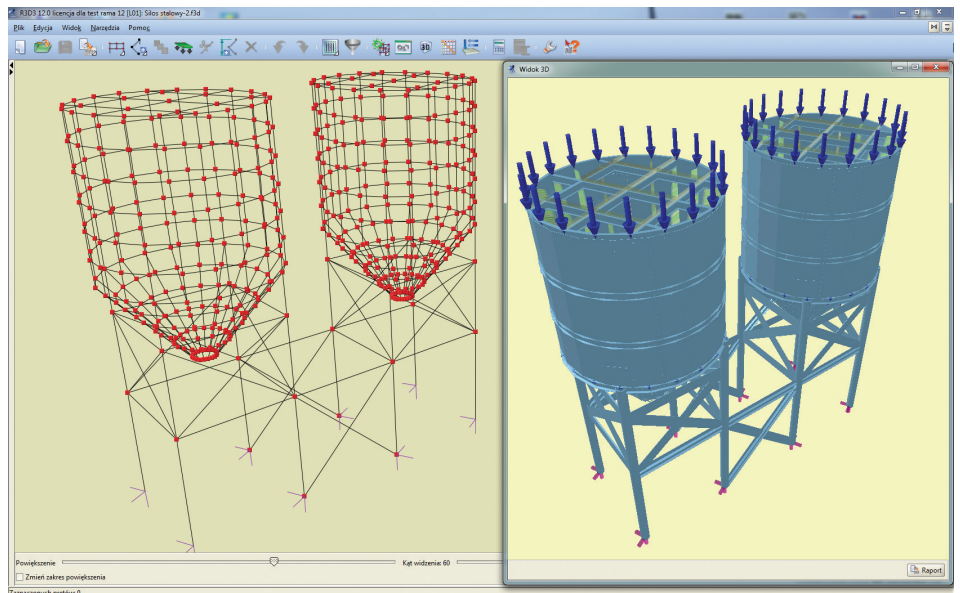 R3D3 12.0 licencja dla test rama 12 [L01]: Silos stalowy-2.f3d
Plik Edycja Widok Narzędzia Pomoc
Widok 3D
Powiększenie
Kąt widzenia: 60
Zmień zakres powiększenia
Raport